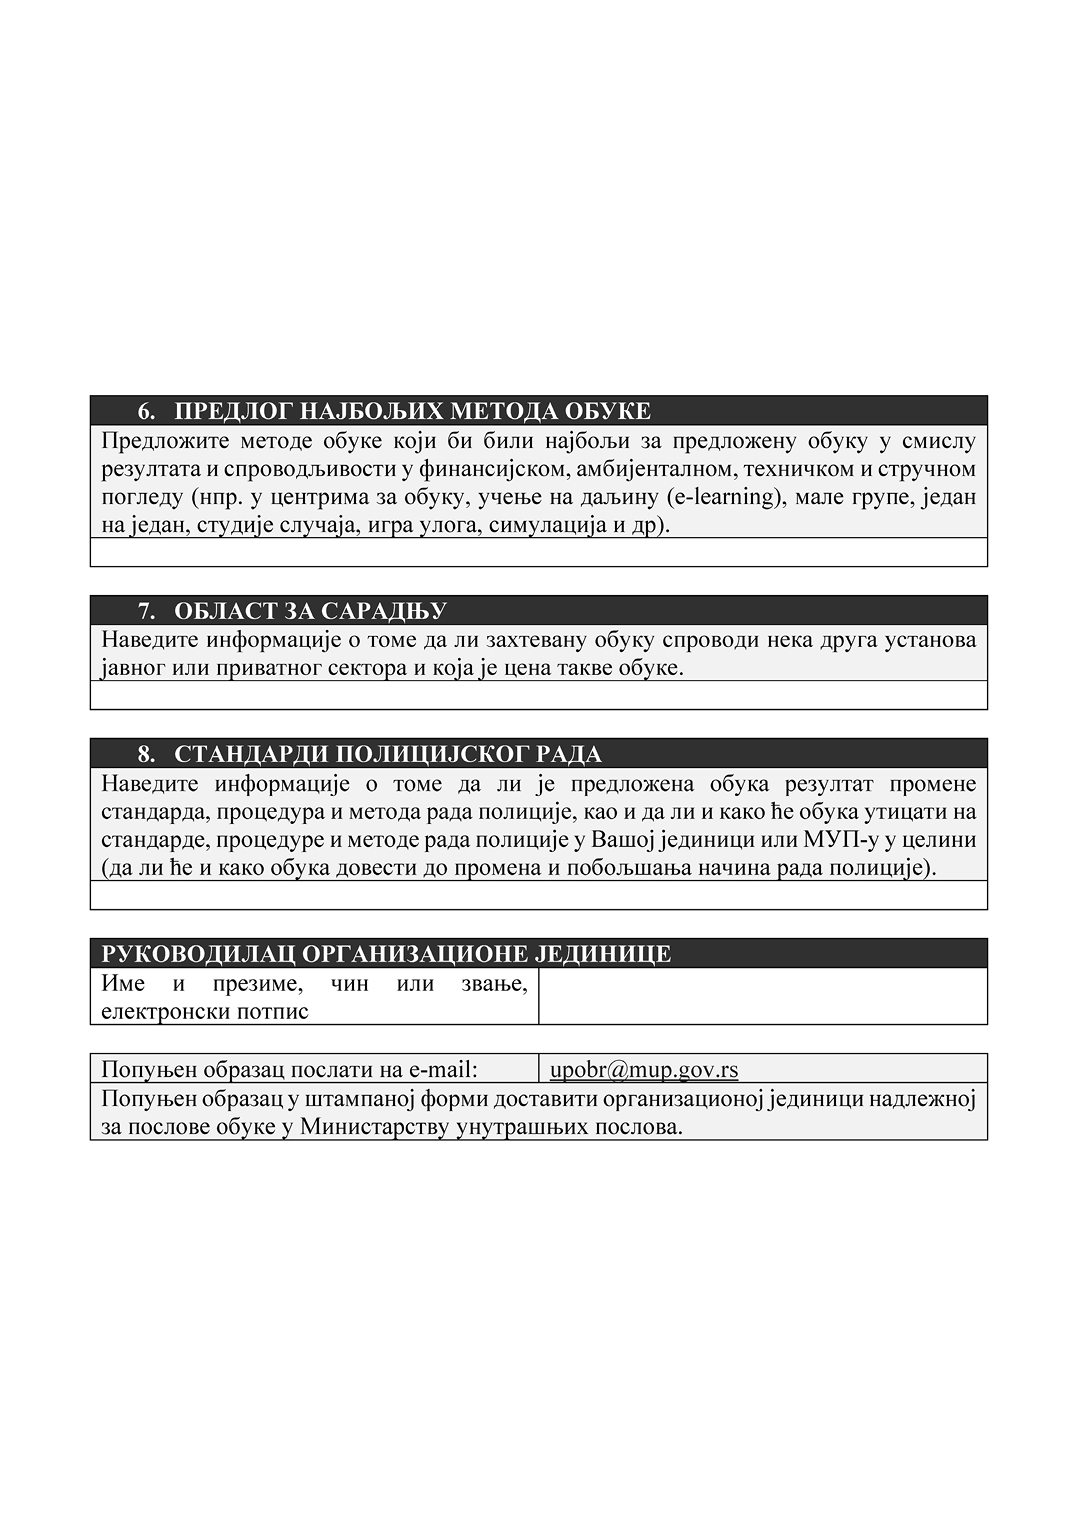 6. ПРЕДЛОГ НАЈБОЉИХ МЕТОДА ОБУКЕ
Предложите методе обуке који би били најбољи за предложену обуку у смислу
резултата и спроводљивости у финансијском, амбијенталном, техничком и стручном
погледу (нпр. у центрима за обуку, учење на даљину (e-learning), мале групе, један
на један, студије случаја, игра улога, симулација и др).
7. ОБЛАСТ ЗА САРАДЊУ
Наведите информације о томе да ли захтевану обуку спроводи нека друга установа
јавног или приватног сектора и која је цена такве обуке.
8. СТАНДАРДИ ПОЛИЦИЈСКОГ РАДА
Наведите информације о томе да ли је предложена обука резултат промене
стандарда, процедура и метода рада полиције, као и да ли и како ће обука утицати на
стандарде, процедуре и методе рада полиције у Вашој јединици или МУП-у у целини
(да ли ће и како обука довести до промена и побољшања начина рада полиције).
РУКОВОДИЛАЦ ОРГАНИЗАЦИОНЕ ЈЕДИНИЦЕ
Име и презиме, чин или звање,
електронски потпис
Попуњен образац послати на e-mail: upobr@mup.gov.rs
Попуњен образац у штампаној форми доставити организационој јединици надлежној
за послове обуке у Министарству унутрашњих послова.